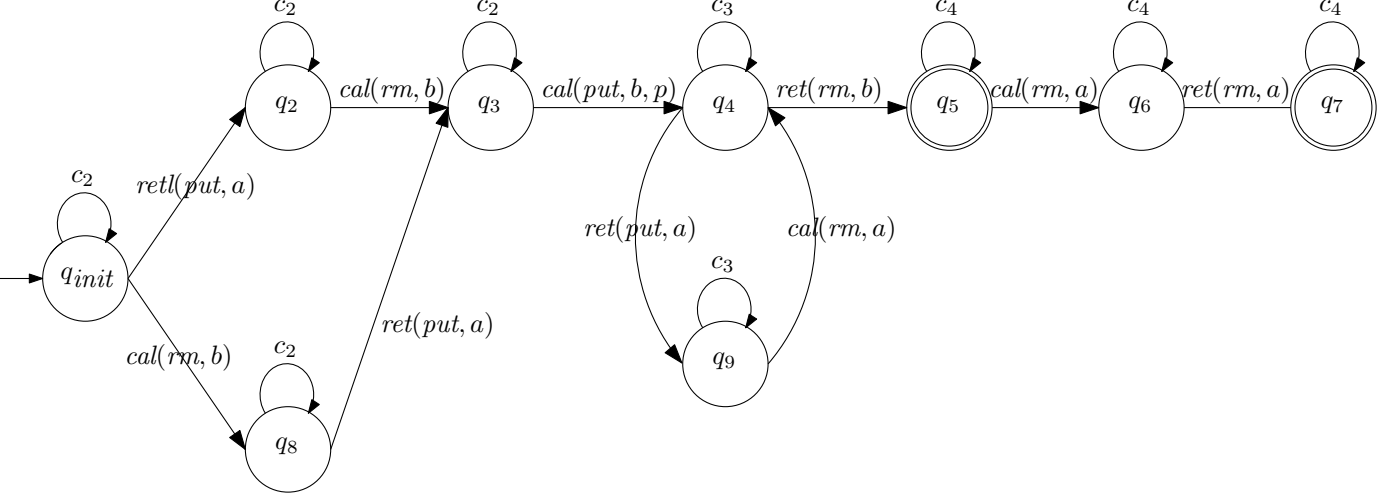 c2 c2 c3 c4 c4 c4
cal(rm, b) cal(put, b, p) ret(rm, b) cal(rm, a) ret(rm, a)
q2 q3 q4 q5 q6 q7
c2
retl(put, a)
ret(put, a) cal(rm, a)
c3
qinit
ret(put, a)
c2
cal(rm, b)
q9
q8